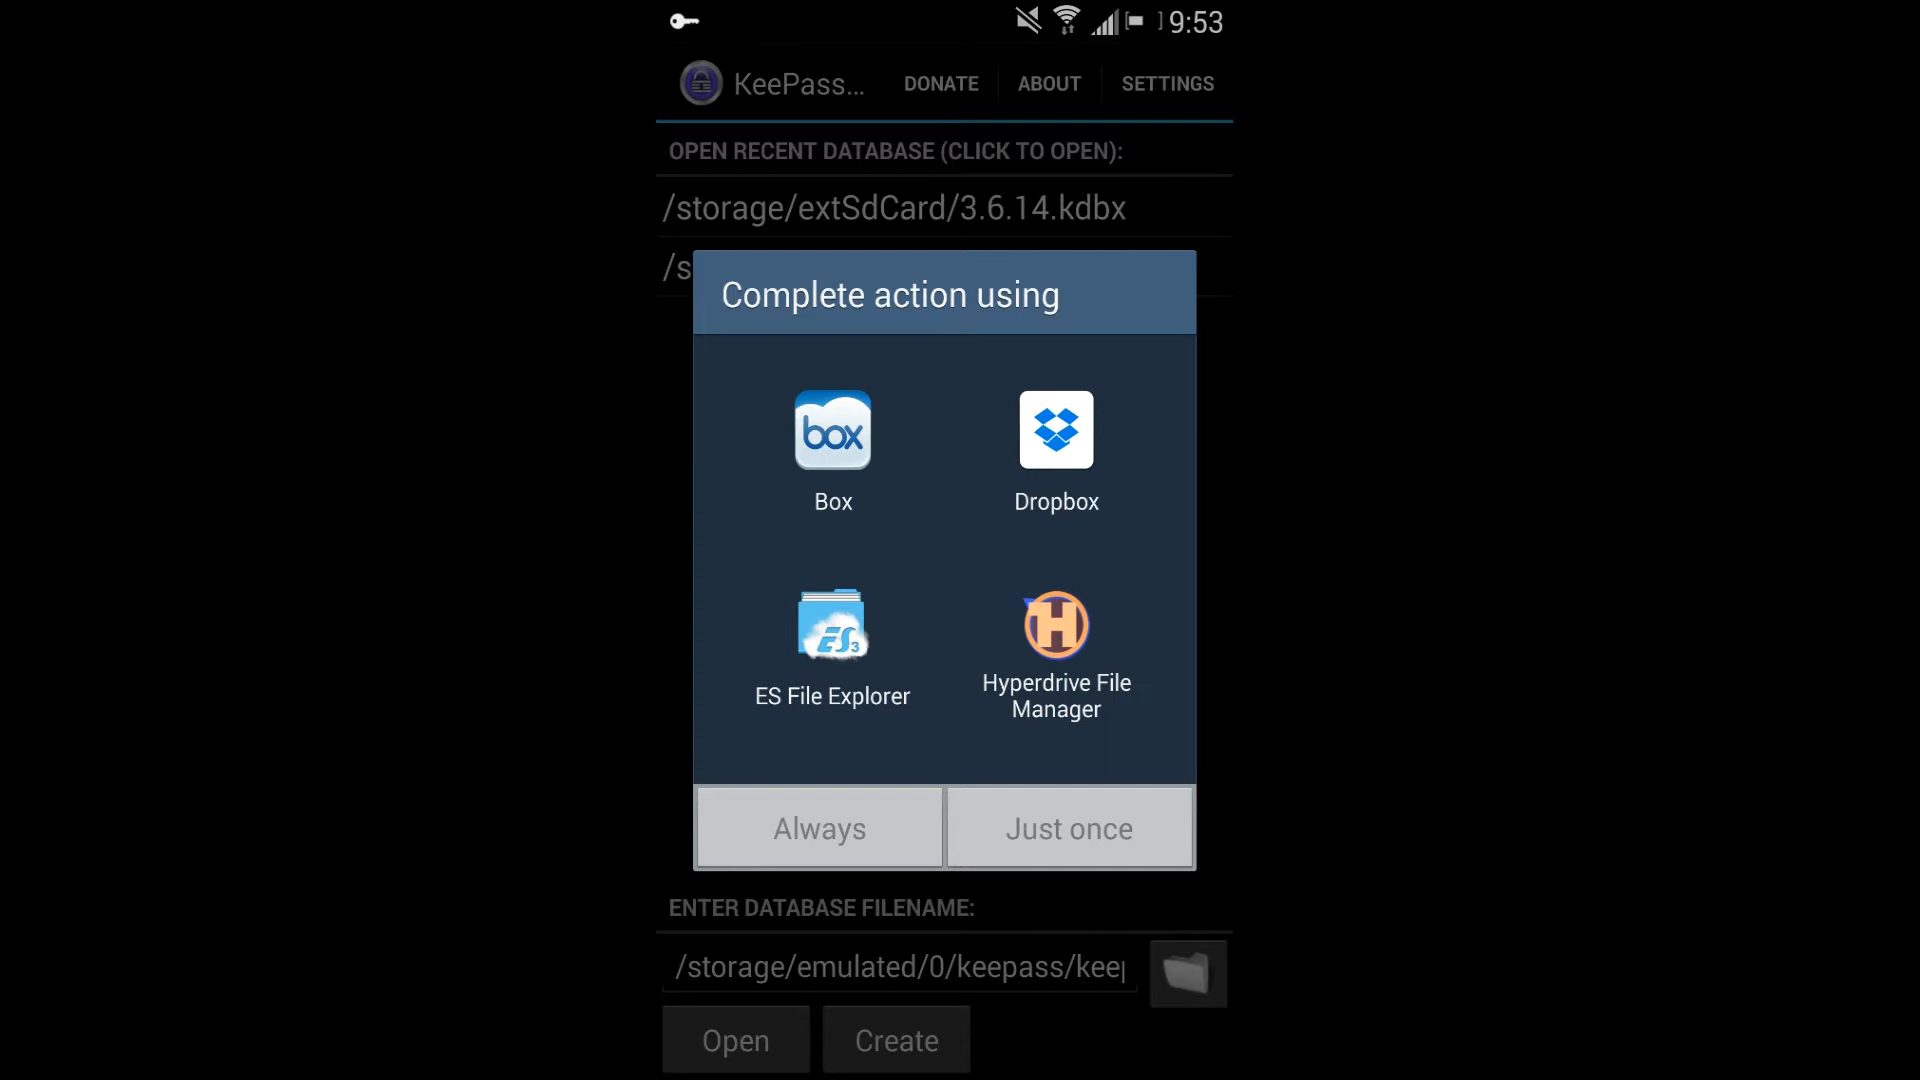 9:53
KeePass...
DONATE
ABOUT
SETTINGS
OPEN RECENT DATABASE (CLICK TO OPEN):
/storage/extSdCard/3.6.14.kdbx
/s
Complete action using
box
Box
Dropbox
ES3
ES File Explorer
H
Hyperdrive File
Manager
Always
Just once
ENTER DATABASE FILENAME:
/storage/emulated/0/keepass/kee
Open
Create